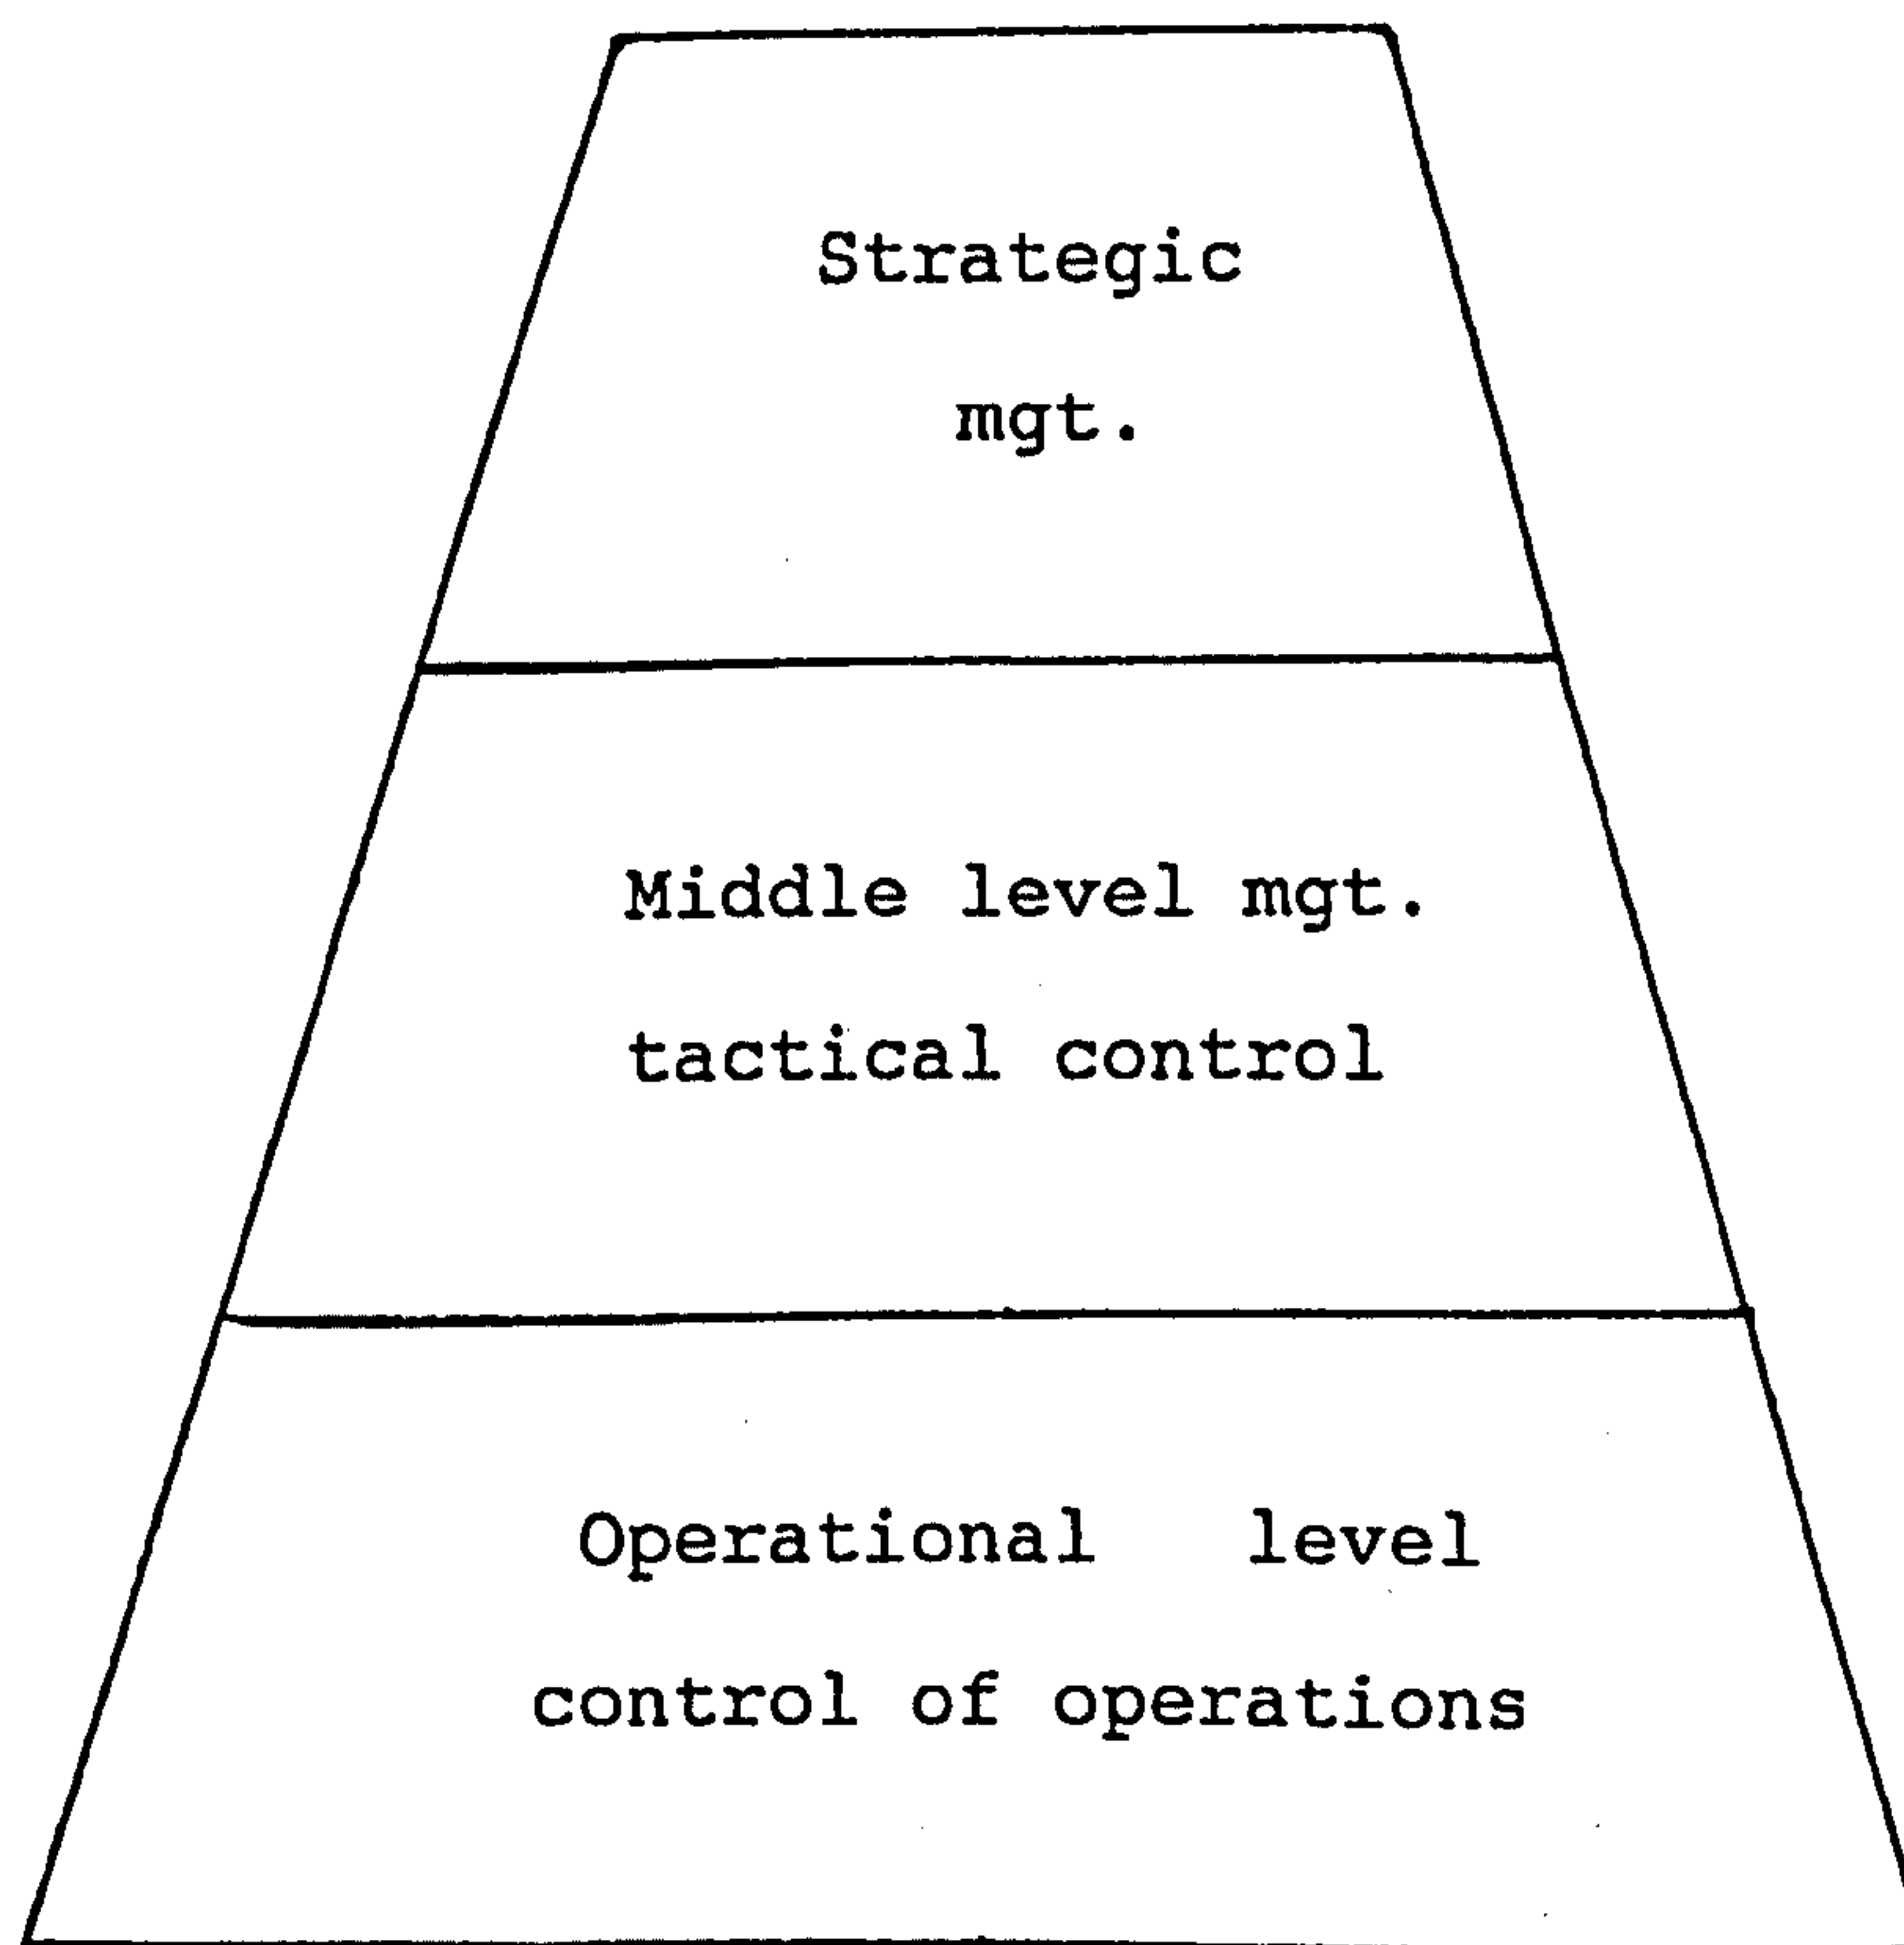 Strategic
mgt.
Middle level mgt.
tactical control
Operational level
control of operations